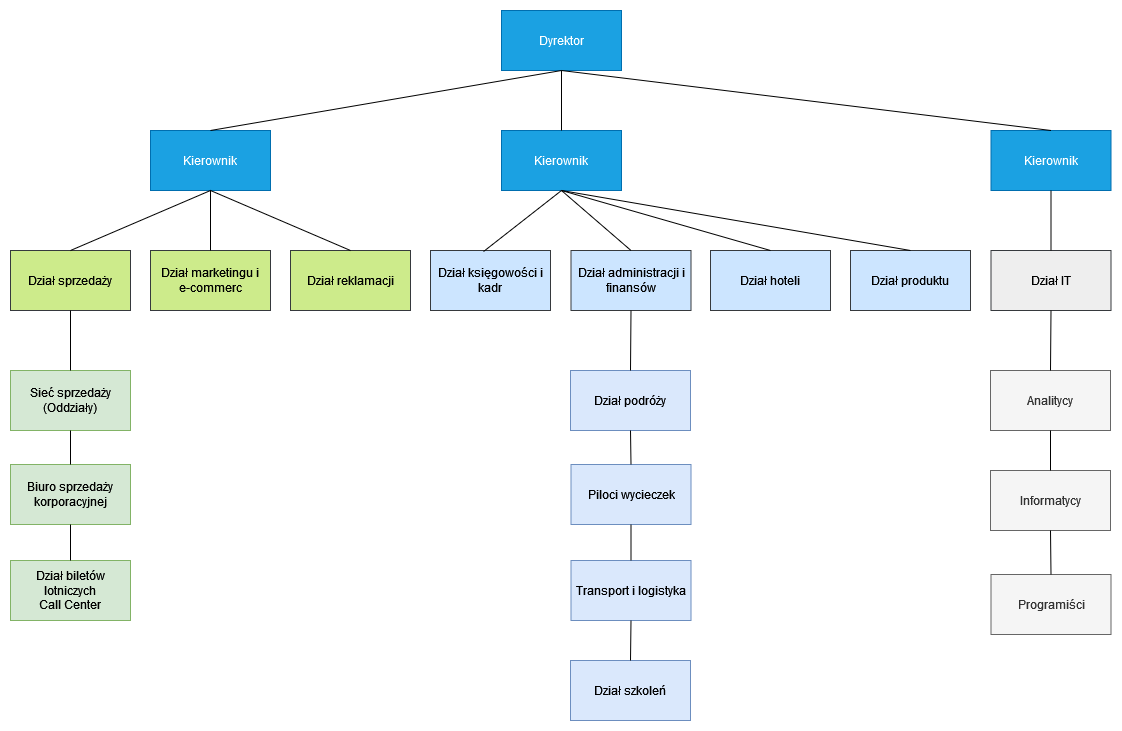 Dyrektor
Kierownik
Kierownik
Kierownik
Dział sprzedaży
Dział marketingu i
e-commerc
Dział reklamacji
Dział księgowości i
kadr
Dział administracji i
finansów
Dział hoteli
Dział produktu
Dział IT
Sieć sprzedaży
(Oddziały)
Dział podróży
Analitycy
Biuro sprzedaży
korporacyjnej
Piloci wycieczek
Informatycy
Dział biletów
lotniczych
Call Center
Transport i logistyka
Programiści
Dział szkoleń